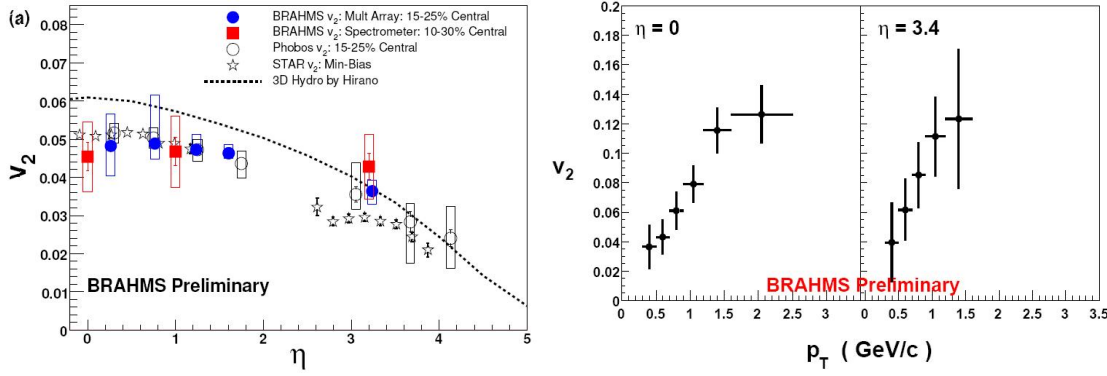 (a)
BRAHMS v2: Mult Array: 15-25% Central
BRAHMS v2: Spectrometer: 10-30% Central
Phobos v2: 15-25% Central
STAR v2: Min-Bias
3D Hydro by Hirano
0.08
0.07
0.06
0.05
0.04
0.03
0.02
0.01
0
v2
BRAHMS Preliminary
0 1 2 3 4 5
η
η = 0
η = 3.4
0.2
0.18
0.16
0.14
0.12
0.1
0.08
0.06
0.04
0.02
0
v2
BRAHMS Preliminary
0 0.5 1 1.5 2 2.5 3
0 0.5 1 1.5 2 2.5 3 3.5
pT ( GeV/c )